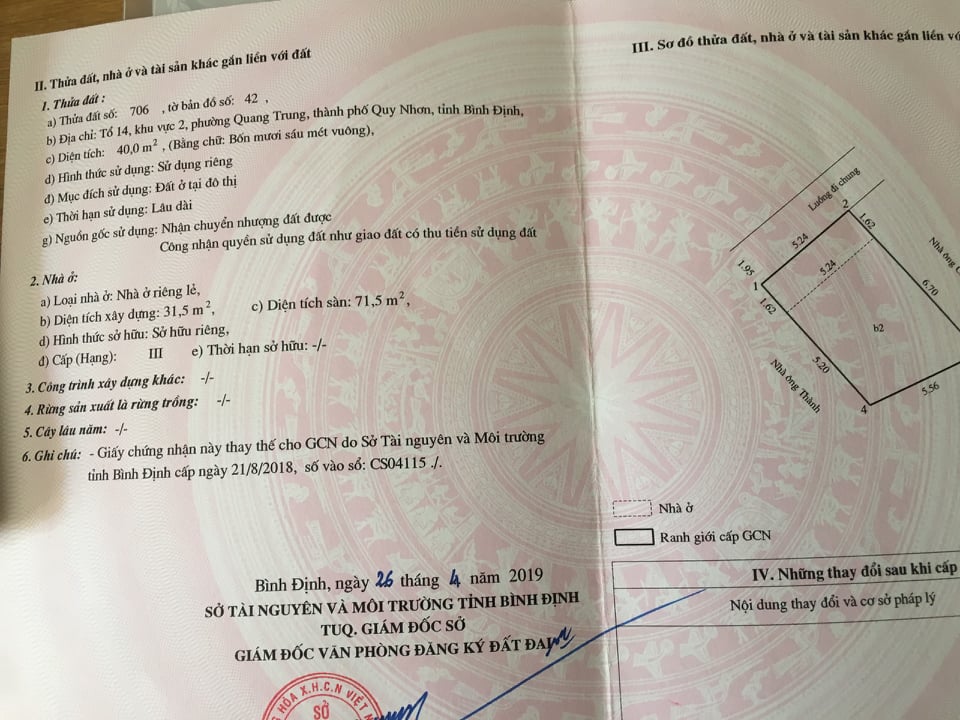 II. Thửa đất, nhà ở và tài sản khác gắn liền với đất
1. Thửa đất :
a) Thửa đất số: 706 , tờ bản đồ số: 42 ,
b) Địa chỉ: Tổ 14, khu vực 2, phường Quang Trung, thành phố Quy Nhơn, tỉnh Bình Định,
c) Diện tích: 40,0 m², (Bằng chữ: Bốn mươi sáu mét vuông),
d) Hình thức sử dụng: Sử dụng riêng
đ) Mục đích sử dụng: Đất ở tại đô thị
e) Thời hạn sử dụng: Lâu dài
g) Nguồn gốc sử dụng: Nhận chuyển nhượng đất được
Công nhận quyền sử dụng đất như giao đất có thu tiền sử dụng đất
2. Nhà ở:
a) Loại nhà ở: Nhà ở riêng lẻ,
b) Diện tích xây dựng: 31,5 m², c) Diện tích sàn: 71,5 m²,
d) Hình thức sở hữu: Sở hữu riêng,
đ) Cấp (Hạng): III e) Thời hạn sở hữu: -/-
3. Công trình xây dựng khác: -/-
4. Rừng sản xuất là rừng trồng: -/-
5. Cây lâu năm: -/-
6. Ghi chú: - Giấy chứng nhận này thay thế cho GCN do Sở Tài nguyên và Môi trường
tỉnh Bình Định cấp ngày 21/8/2018, số vào sổ: CS04115 ./.
Bình Định, ngày 26 tháng 4 năm 2019
SỞ TÀI NGUYÊN VÀ MÔI TRƯỜNG TỈNH BÌNH ĐỊNH
TUQ. GIÁM ĐỐC SỞ
GIÁM ĐỐC VĂN PHÒNG ĐĂNG KÝ ĐẤT ĐAI
HÒA X.H.C.N VIỆT
SỞ
III. Sơ đồ thửa đất, nhà ở và tài sản khác gắn liền
Luồng đi chung
2
5.24
1.62
1.95
5.24
1
1.62
Nhà ông
6.70
b2
5.20
Nhà ông Thành
5.56
4
Nhà ở
Ranh giới cấp GCN
IV. Những thay đổi sau khi cấp
Nội dung thay đổi và cơ sở pháp lý